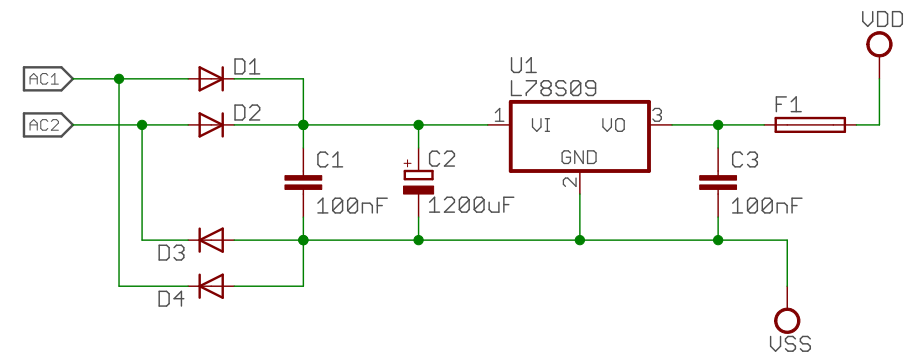 VDD
AC1
D1
U1
L78S09
AC2
D2
1
VI
VO
3
F1
GND
C1
C2
+
C3
2
100nF
1200uF
100nF
D3
D4
VSS